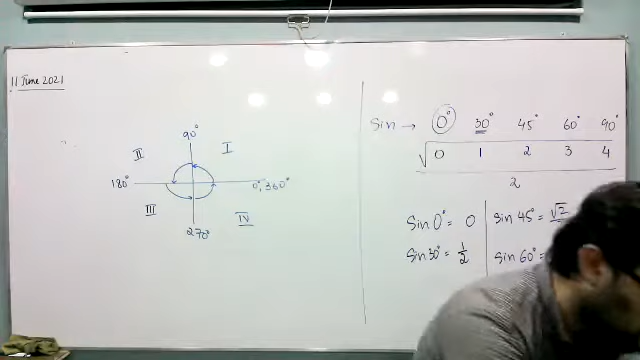 11 Time 2021
90°
II I
180° 0°, 360°
III IV
270°
Sin → 0° 30° 45° 60° 90°
√0 1 2 3 4
2
Sin 0° = 0
Sin 30° = 1/2
Sin 45° = √2
Sin 60° =